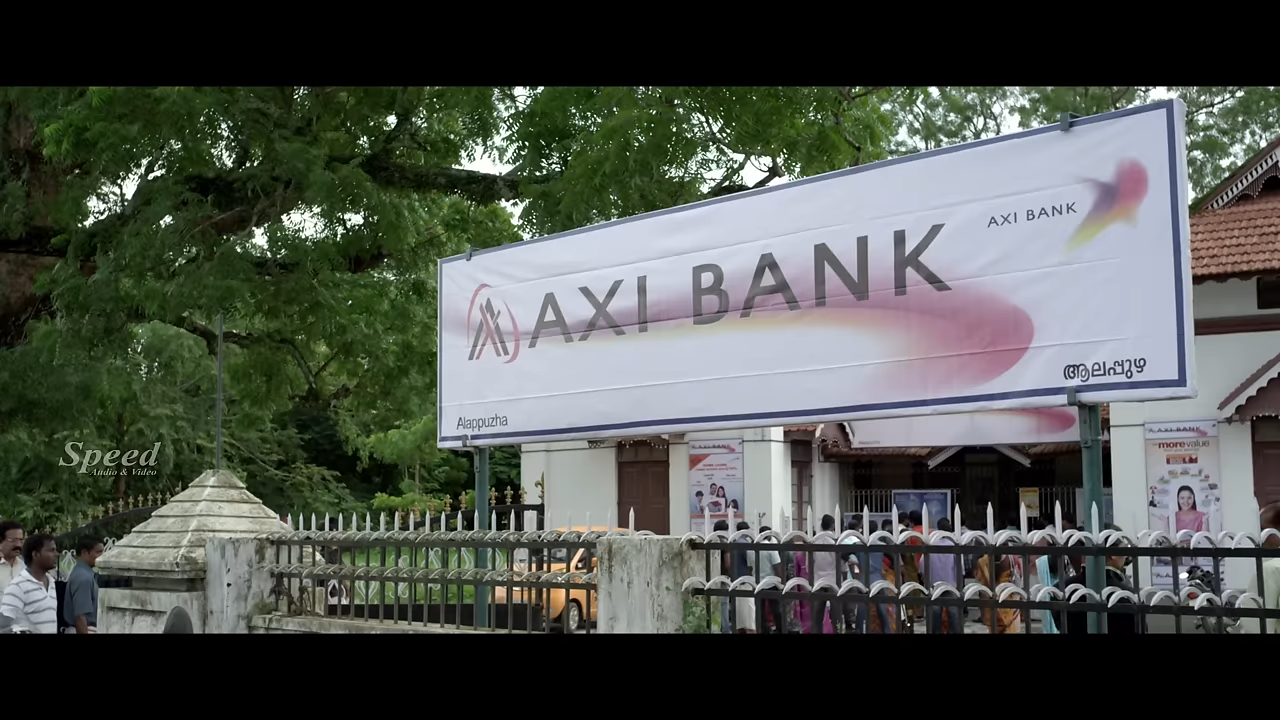 AXI BANK
AXI BANK
Alappuzha
ആലപ്പുഴ
Speed
Audio & Video
AXI BANK
more value